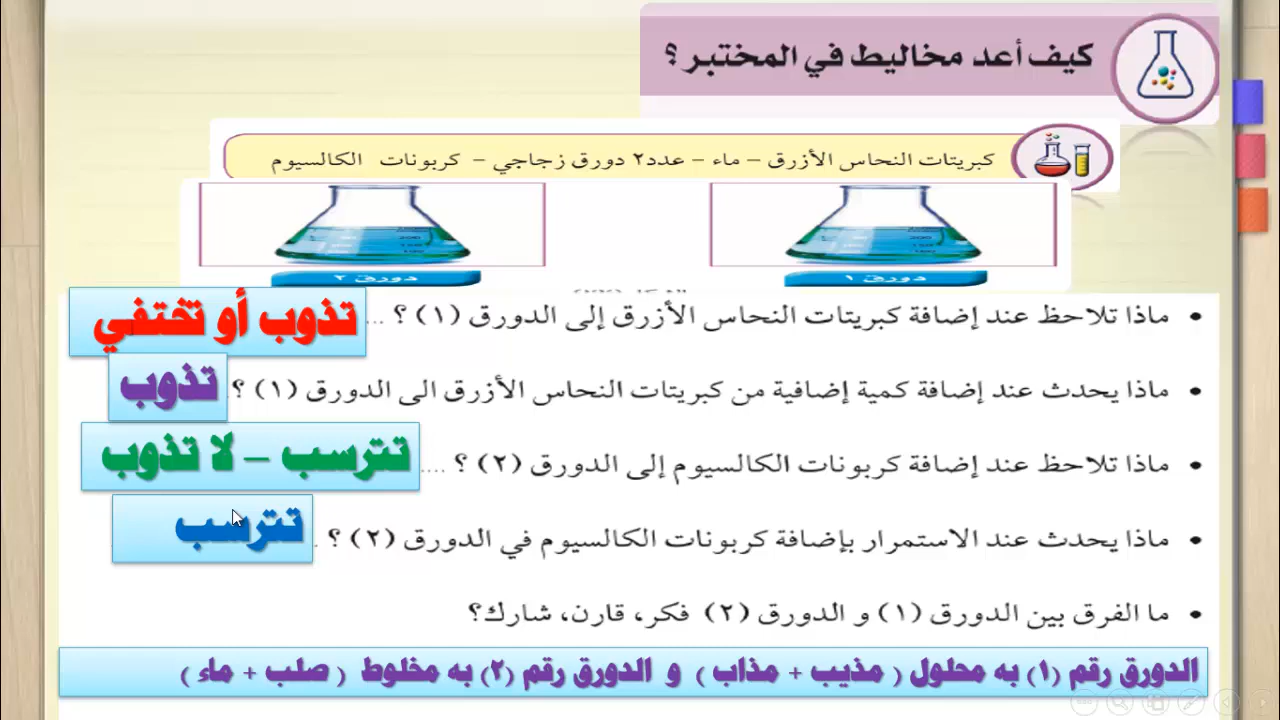 كيف أعد مخاليط في المختبر؟
كبريتات النحاس الأزرق – ماء – عدد٢ دورق زجاجي – كربونات الكالسيوم
دورق ١
دورق ٢
• ماذا تلاحظ عند إضافة كبريتات النحاس الأزرق إلى الدورق (١) ؟ .... تذوب أو تختفي
• ماذا يحدث عند إضافة كمية إضافية من كبريتات النحاس الأزرق الى الدورق (١) ؟. تذوب
• ماذا تلاحظ عند إضافة كربونات الكالسيوم إلى الدورق (٢) ؟ .... تترسب – لا تذوب
• ماذا يحدث عند الاستمرار بإضافة كربونات الكالسيوم في الدورق (٢) ؟ . تترسب
• ما الفرق بين الدورق (١) و الدورق (٢) فكر، قارن، شارك؟
الدورق رقم (١) به محلول ( مذيب + مذاب ) و الدورق رقم (٢) به مخلوط ( صلب + ماء )